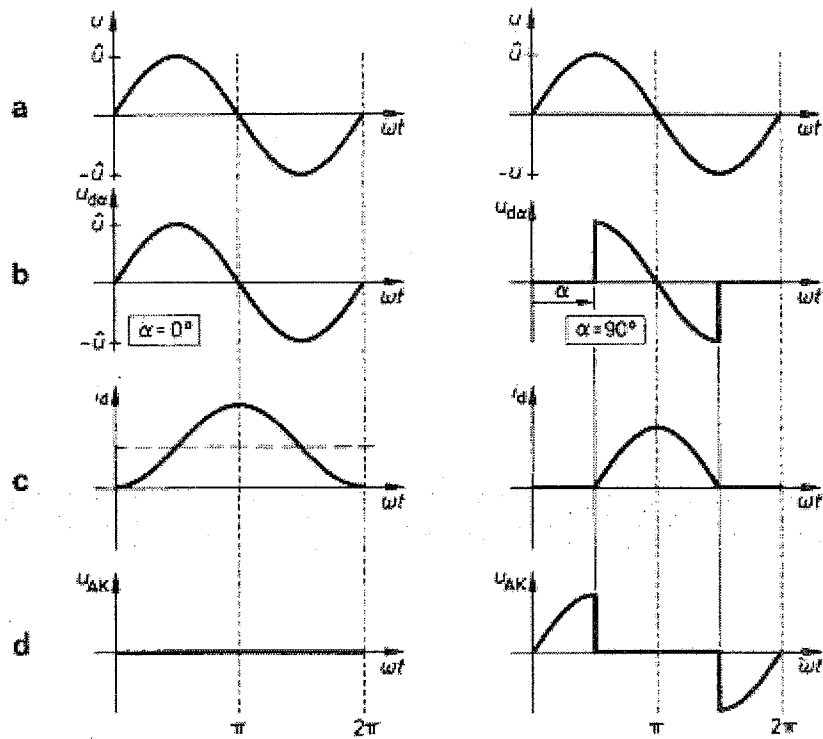 u
û
a
ωt
-û
u
û
ωt
-u
u_dα
û
b
ωt
α = 0°
-û
u_dα
ωt
α
α = 90°
i_d
c
ωt
i_d
ωt
u_AK
d
ωt
π
2π
u_AK
ωt
π
2π